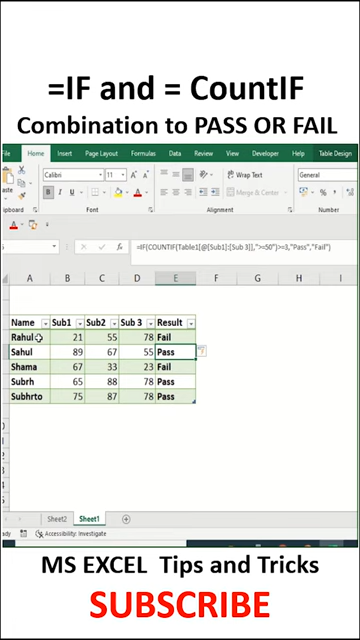 =IF and = CountIF
Combination to PASS OR FAIL
File Home Insert Page Layout Formulas Data Review View Table Design
Paste Calibri 11 A A Wrap Text General
B I U A Merge & Center % ,
Clipboard Font Alignment Number
=IF(COUNTIF(Table1[@[Sub1]:[Sub 3]],">=50")>=3,"Pass","Fail")
A B C D E F G H
Name Sub1 Sub2 Sub 3 Result
Rahul 21 55 78 Fail
Sahul 89 67 55 Pass
Shama 67 33 23 Fail
Subrh 65 88 78 Pass
Subhrto 75 87 78 Pass
Sheet2 Sheet1
Accessibility: Investigate
MS EXCEL Tips and Tricks
SUBSCRIBE